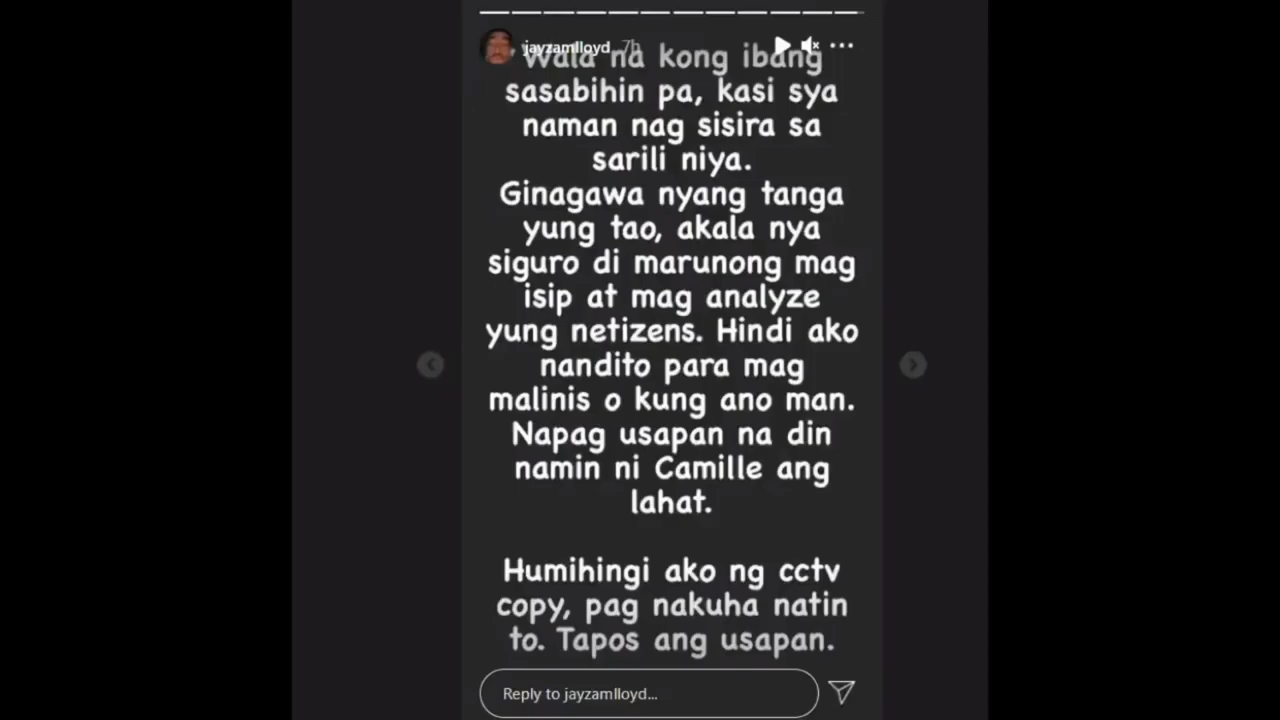 jayzamlloyd 7h
Wala na kong ibang
sasabihin pa, kasi sya
naman nag sisira sa
sarili niya.
Ginagawa nyang tanga
yung tao, akala nya
siguro di marunong mag
isip at mag analyze
yung netizens. Hindi ako
nandito para mag
malinis o kung ano man.
Napag usapan na din
namin ni Camille ang
lahat.
Humihingi ako ng cctv
copy, pag nakuha natin
to. Tapos ang usapan.
Reply to jayzamlloyd...